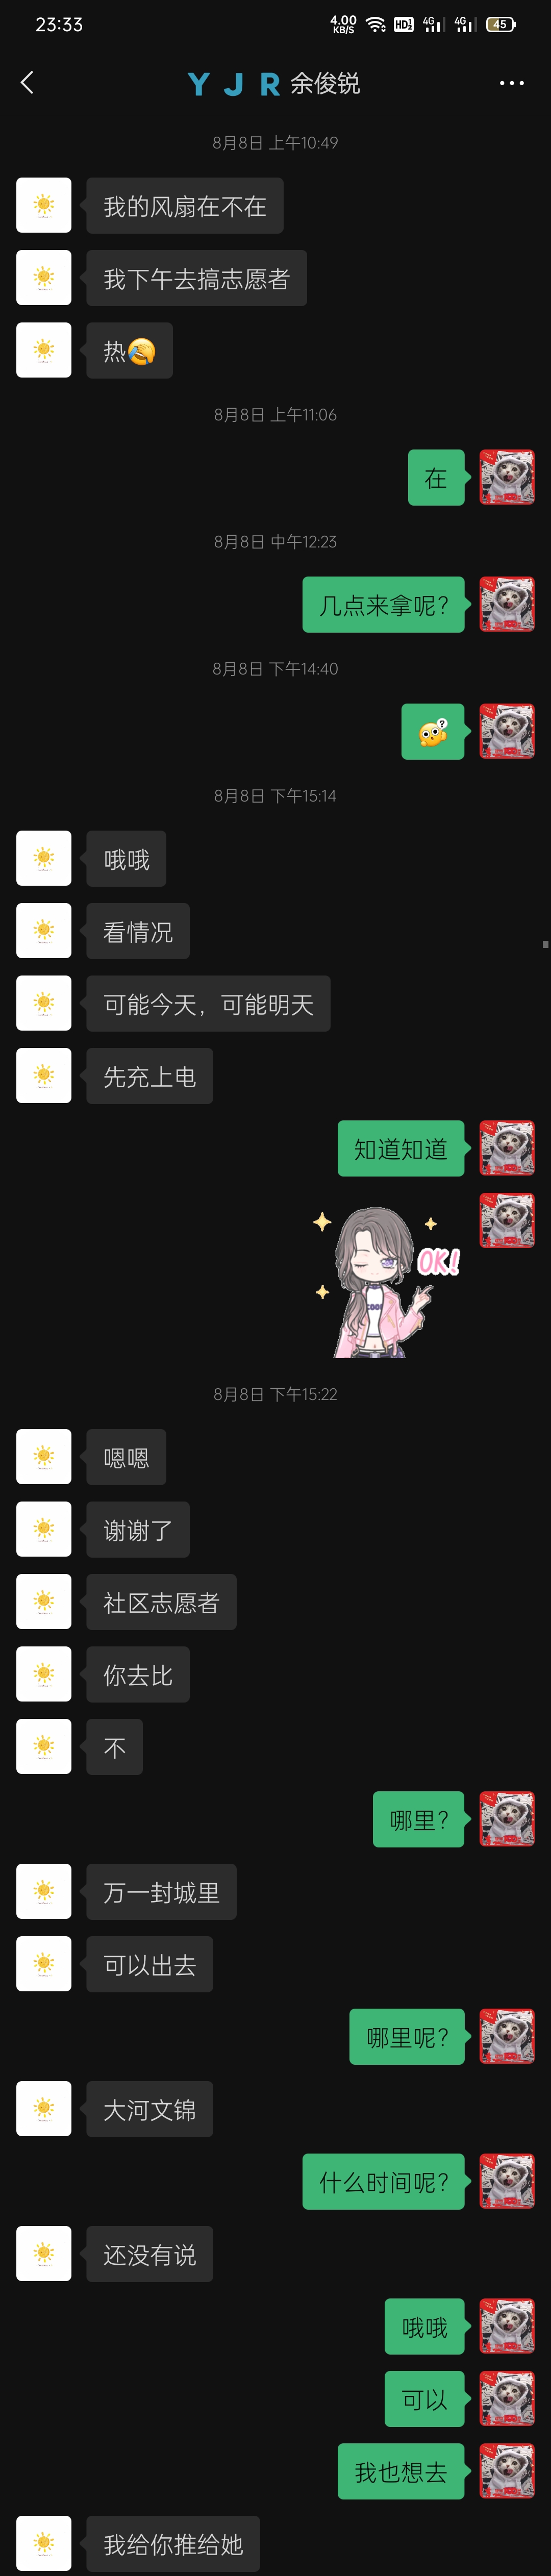 23:33
4.00 KB/S HD 4G 4G 45
Y J R 余俊锐
8月8日 上午10:49
我的风扇在不在
我下午去搞志愿者
热
8月8日 上午11:06
在
8月8日 中午12:23
几点来拿呢？
8月8日 下午14:40
?
8月8日 下午15:14
哦哦
看情况
可能今天，可能明天
先充上电
知道知道
OK!
8月8日 下午15:22
嗯嗯
谢谢了
社区志愿者
你去比
不
哪里？
万一封城里
可以出去
哪里呢？
大河文锦
什么时间呢？
还没有说
哦哦
可以
我也想去
我给你推给她